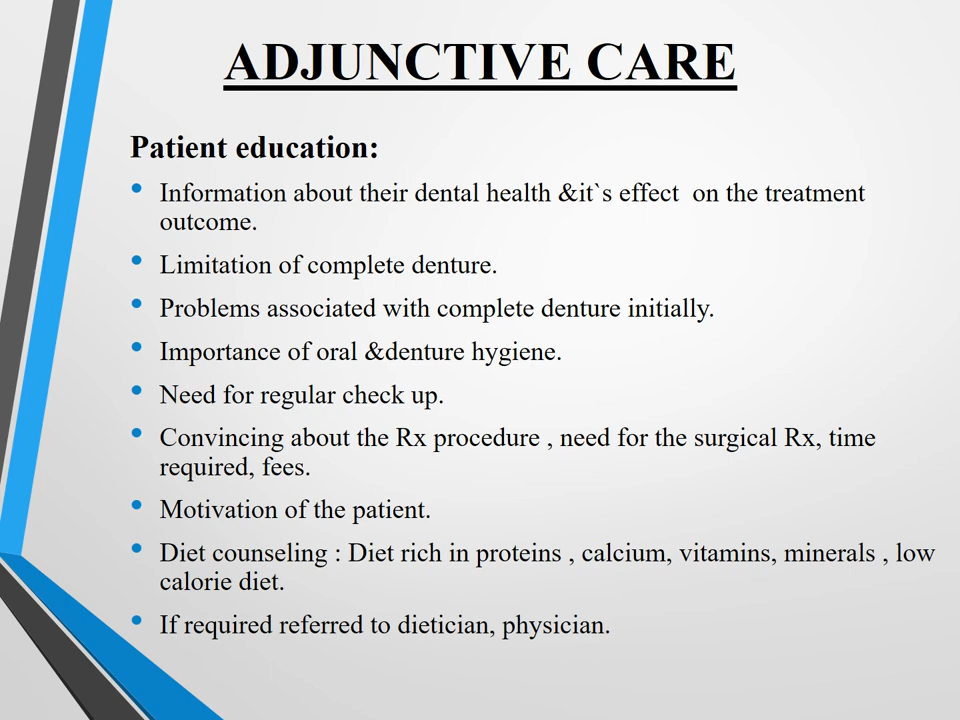 ADJUNCTIVE CARE
Patient education:
• Information about their dental health &it`s effect  on the treatment
outcome.
• Limitation of complete denture.
• Problems associated with complete denture initially.
• Importance of oral &denture hygiene.
• Need for regular check up.
• Convincing about the Rx procedure , need for the surgical Rx, time
required, fees.
• Motivation of the patient.
• Diet counseling : Diet rich in proteins , calcium, vitamins, minerals , low
calorie diet.
• If required referred to dietician, physician.